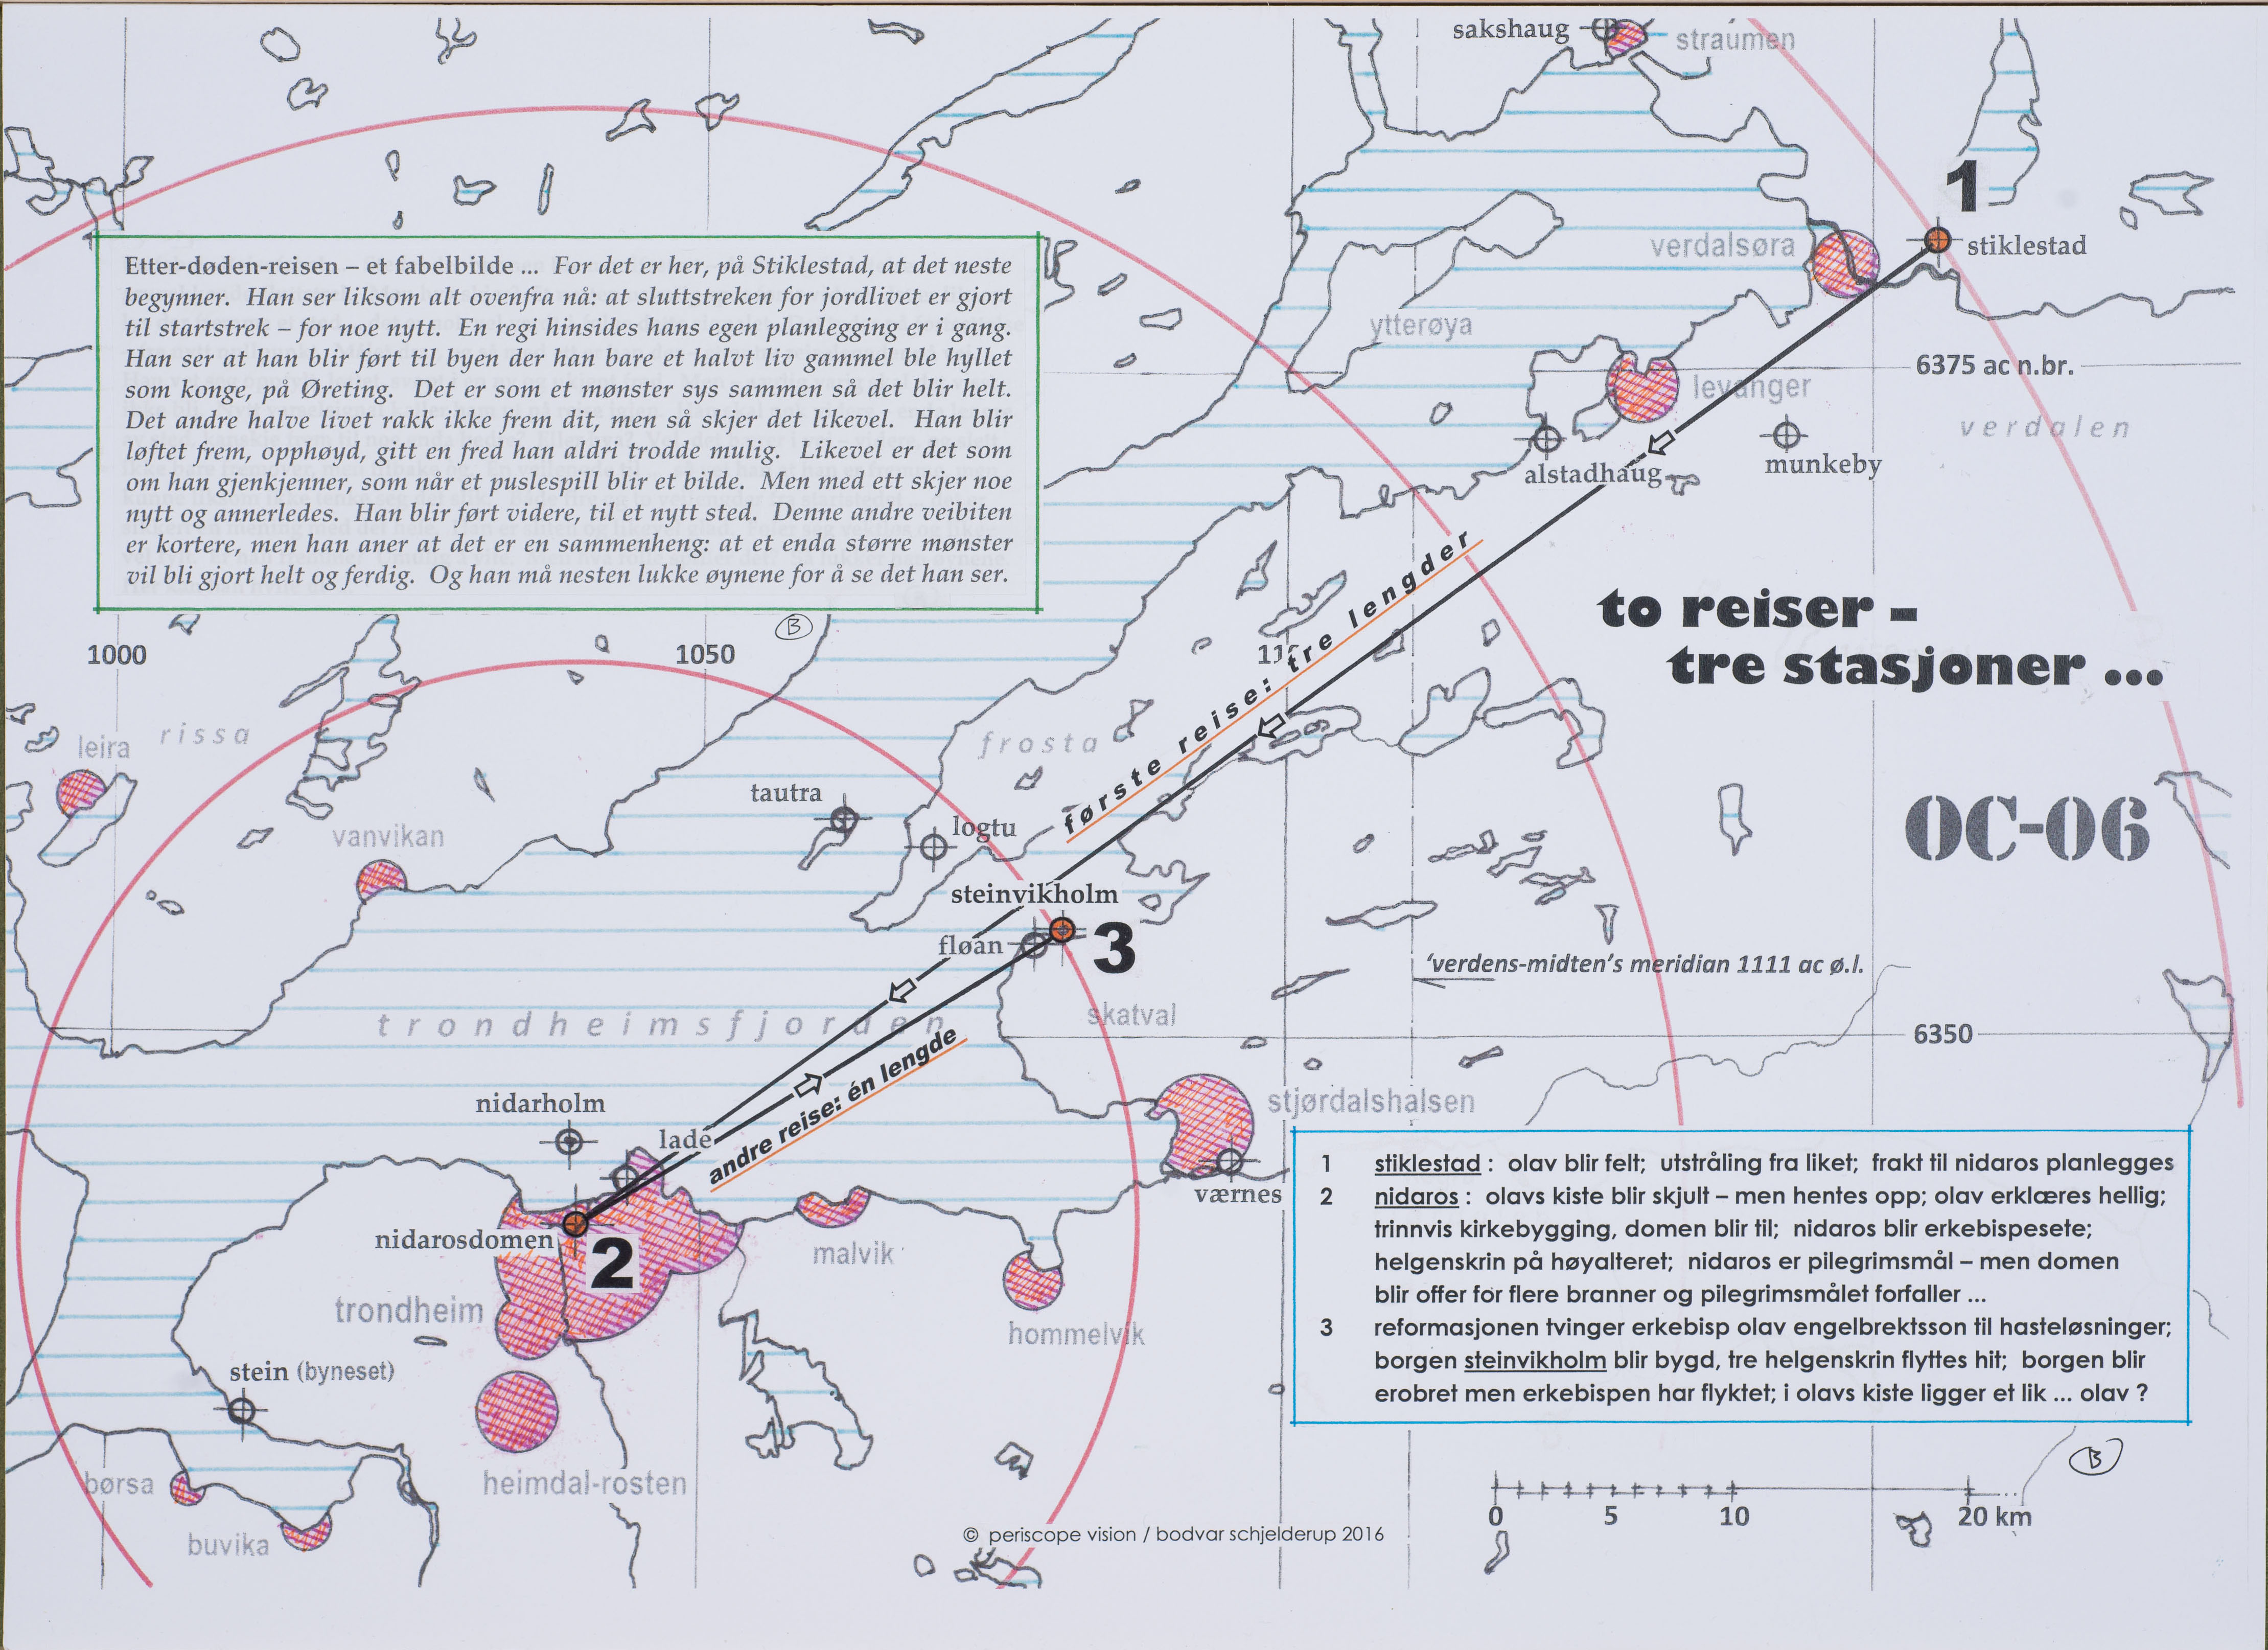 sakshaug
straumen
1
stiklestad
verdalsøra
ytterøya
6375 ac n.br.
levanger
verdalen
munkeby
alstadhaug
Etter-døden-reisen – et fabelbilde ... For det er her, på Stiklestad, at det neste
begynner. Han ser liksom alt ovenfra nå: at sluttstreken for jordlivet er gjort
til startstrek – for noe nytt. En regi hinsides hans egen planlegging er i gang.
Han ser at han blir ført til byen der han bare et halvt liv gammel ble hyllet
som konge, på Øreting. Det er som et mønster sys sammen så det blir helt.
Det andre halve livet rakk ikke frem dit, men så skjer det likevel. Han blir
løftet frem, opphøyd, gitt en fred han aldri trodde mulig. Likevel er det som
om han gjenkjenner, som når et puslespill blir et bilde. Men med ett skjer noe
nytt og annerledes. Han blir ført videre, til et nytt sted. Denne andre veibiten
er kortere, men han aner at det er en sammenheng: at et enda større mønster
vil bli gjort helt og ferdig. Og han må nesten lukke øynene for å se det han ser.
B
1000
1050
to reiser –
tre stasjoner ...
første reise: tre lengder
rissa
leira
frosta
tautra
logtu
vanvikan
OC-06
steinvikholm
fløan
3
'verdens-midten's meridian 1111 ac ø.l.
skatval
trondheimsfjorden
6350
andre reise: én lengde
nidarholm
lade
stjørdalshalsen
værnes
nidarosdomen
2
malvik
trondheim
hommelvik
stein (byneset)
børsa
heimdal-rosten
buvika
1 stiklestad : olav blir felt; utstråling fra liket; frakt til nidaros planlegges
2 nidaros : olavs kiste blir skjult – men hentes opp; olav erklæres hellig;
trinnvis kirkebygging, domen blir til; nidaros blir erkebispesete;
helgenskrin på høyalteret; nidaros er pilegrimsmål – men domen
blir offer for flere branner og pilegrimsmålet forfaller ...
3 reformasjonen tvinger erkebisp olav engelbrektsson til hasteløsninger;
borgen steinvikholm blir bygd, tre helgenskrin flyttes hit; borgen blir
erobret men erkebispen har flyktet; i olavs kiste ligger et lik ... olav ?
B
0 5 10 20 km
© periscope vision / bodvar schjelderup 2016